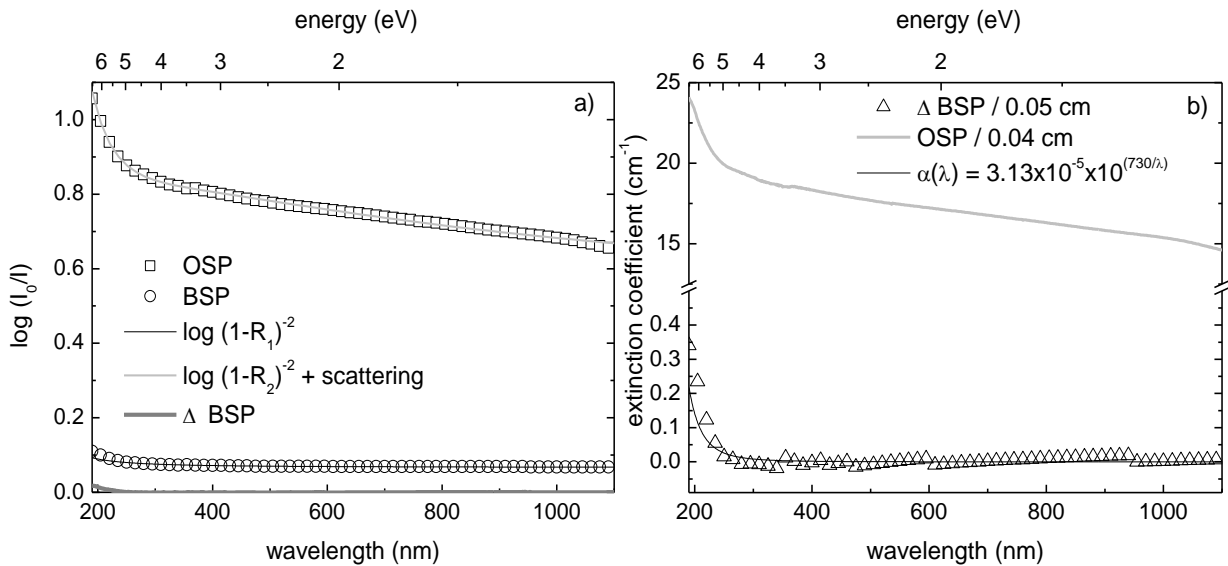 energy (eV)
6 5 4 3 2
a)
1.0
0.8
0.6
0.4
0.2
0.0
log (I₀/I)
OSP
BSP
log (1-R₁)⁻²
log (1-R₂)⁻² + scattering
Δ BSP
200 400 600 800 1000
wavelength (nm)
energy (eV)
6 5 4 3 2
b)
25
20
15
0.4
0.3
0.2
0.1
0.0
extinction coefficient (cm⁻¹)
Δ BSP / 0.05 cm
OSP / 0.04 cm
α(λ) = 3.13x10⁻⁵x10⁽⁷³⁰/λ⁾
200 400 600 800 1000
wavelength (nm)